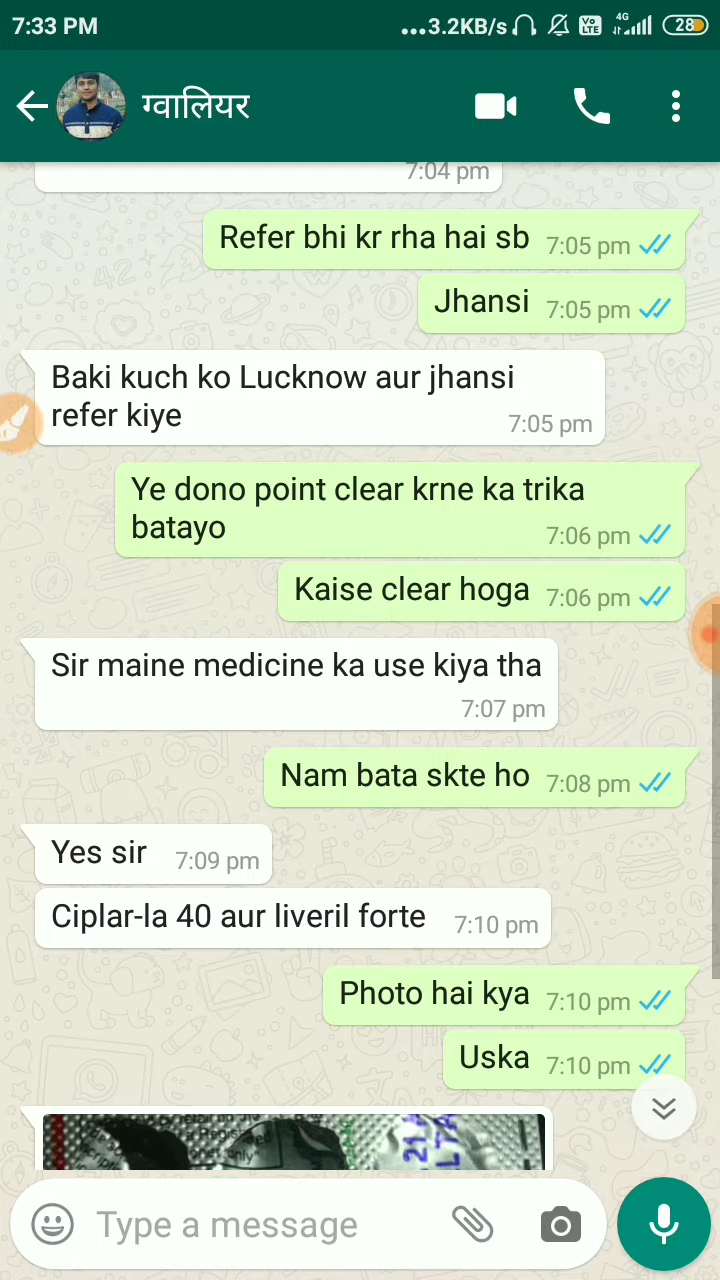 7:33 PM
...3.2KB/s
Vo LTE
4G
28
ग्वालियर
7:04 pm
Refer bhi kr rha hai sb 7:05 pm
Jhansi 7:05 pm
Baki kuch ko Lucknow aur jhansi
refer kiye 7:05 pm
Ye dono point clear krne ka trika
batayo 7:06 pm
Kaise clear hoga 7:06 pm
Sir maine medicine ka use kiya tha
7:07 pm
Nam bata skte ho 7:08 pm
Yes sir 7:09 pm
Ciplar-la 40 aur liveril forte 7:10 pm
Photo hai kya 7:10 pm
Uska 7:10 pm
Type a message